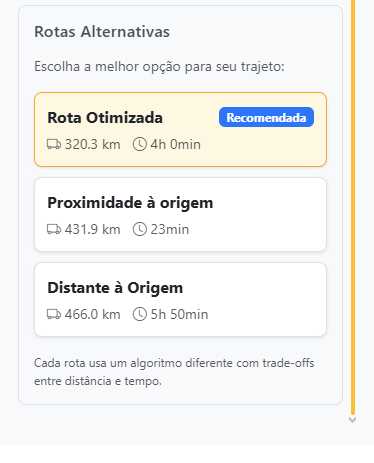 Rotas Alternativas
Escolha a melhor opção para seu trajeto:
Rota Otimizada Recomendada
320.3 km 4h 0min
Proximidade à origem
431.9 km 23min
Distante à Origem
466.0 km 5h 50min
Cada rota usa um algoritmo diferente com trade-offs
entre distância e tempo.